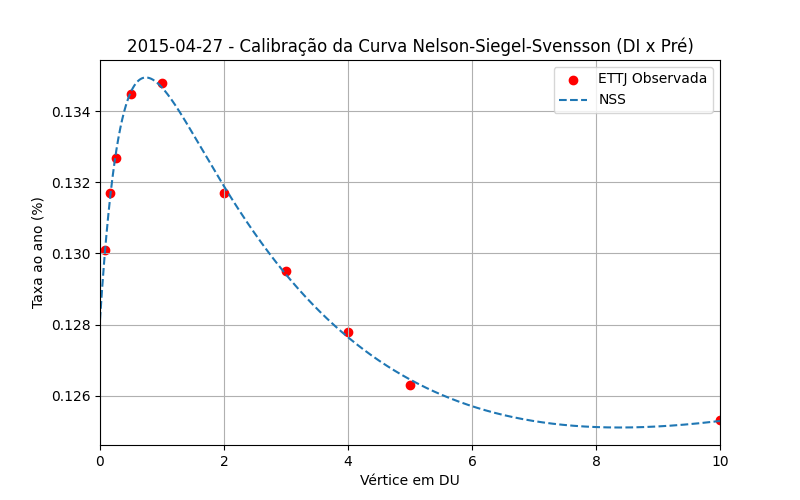 2015-04-27 - Calibração da Curva Nelson-Siegel-Svensson (DI x Pré)
ETTJ Observada
NSS
Taxa ao ano (%)
0.134
0.132
0.130
0.128
0.126
0 2 4 6 8 10
Vértice em DU